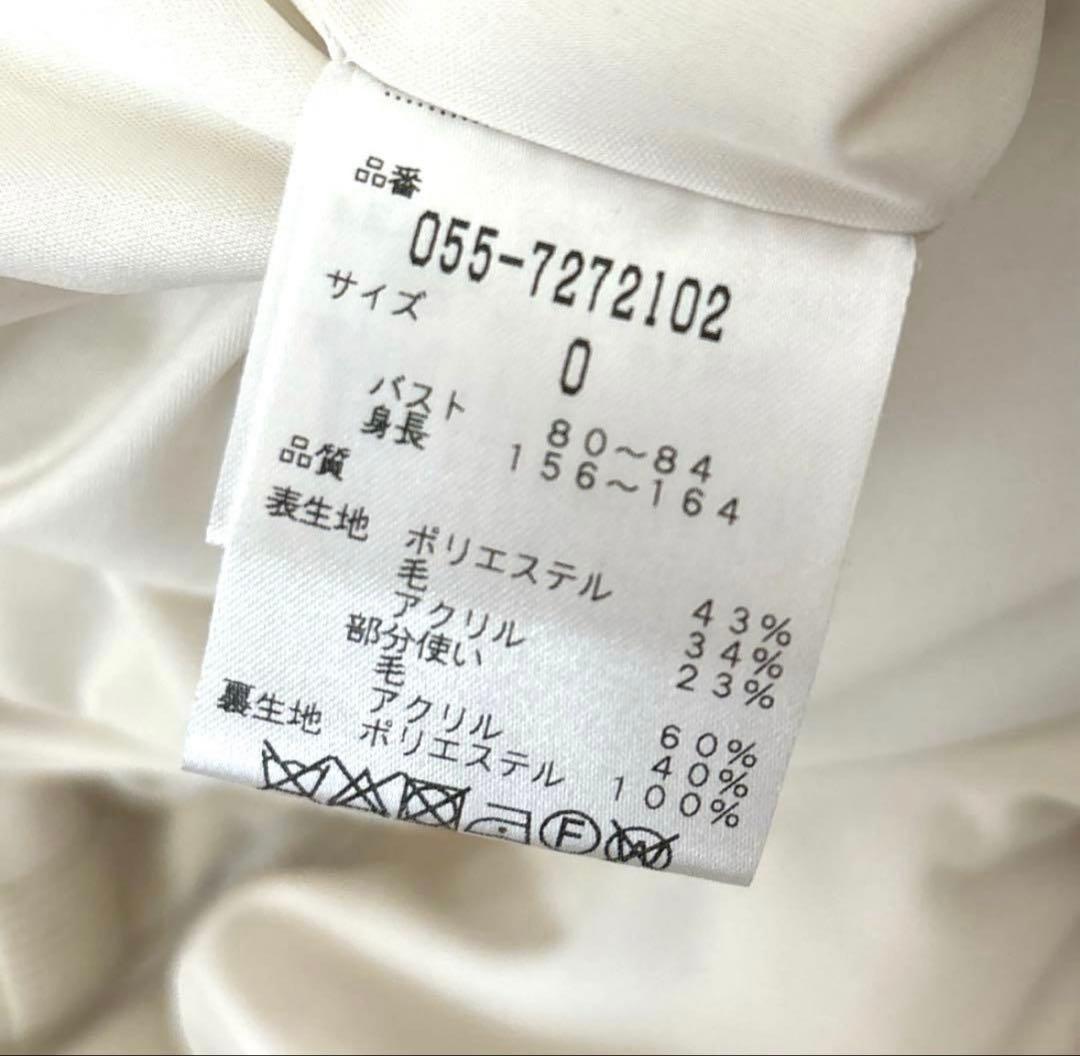 品番
055-7272102
サイズ
0
バスト 80～84
身長 156～164
品質
表生地 ポリエステル 43%
毛 34%
アクリル 23%
部分使い
毛 60%
アクリル 40%
裏生地 ポリエステル 100%
F
W